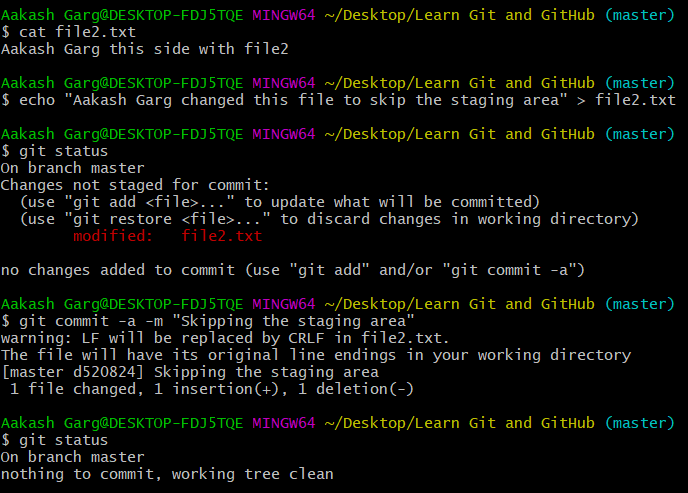 Aakash Garg@DESKTOP-FDJ5TQE MINGW64 ~/Desktop/Learn Git and GitHub (master)
$ cat file2.txt
Aakash Garg this side with file2
Aakash Garg@DESKTOP-FDJ5TQE MINGW64 ~/Desktop/Learn Git and GitHub (master)
$ echo "Aakash Garg changed this file to skip the staging area" > file2.txt
Aakash Garg@DESKTOP-FDJ5TQE MINGW64 ~/Desktop/Learn Git and GitHub (master)
$ git status
On branch master
Changes not staged for commit:
  (use "git add <file>..." to update what will be committed)
  (use "git restore <file>..." to discard changes in working directory)
        modified:   file2.txt
no changes added to commit (use "git add" and/or "git commit -a")
Aakash Garg@DESKTOP-FDJ5TQE MINGW64 ~/Desktop/Learn Git and GitHub (master)
$ git commit -a -m "Skipping the staging area"
warning: LF will be replaced by CRLF in file2.txt.
The file will have its original line endings in your working directory
[master d520824] Skipping the staging area
 1 file changed, 1 insertion(+), 1 deletion(-)
Aakash Garg@DESKTOP-FDJ5TQE MINGW64 ~/Desktop/Learn Git and GitHub (master)
$ git status
On branch master
nothing to commit, working tree clean